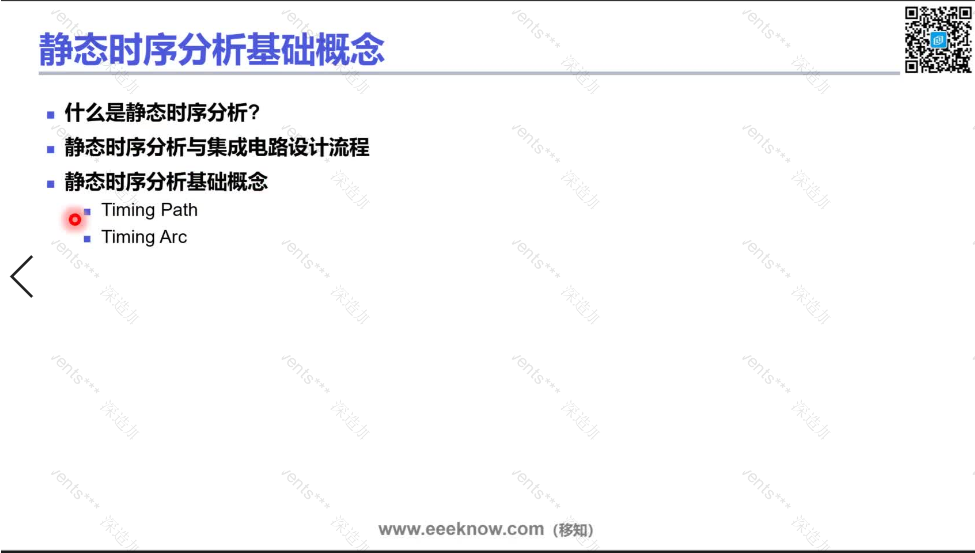 静态时序分析基础概念
什么是静态时序分析?
静态时序分析与集成电路设计流程
静态时序分析基础概念
Timing Path
Timing Arc
www.eeeknow.com（移知）